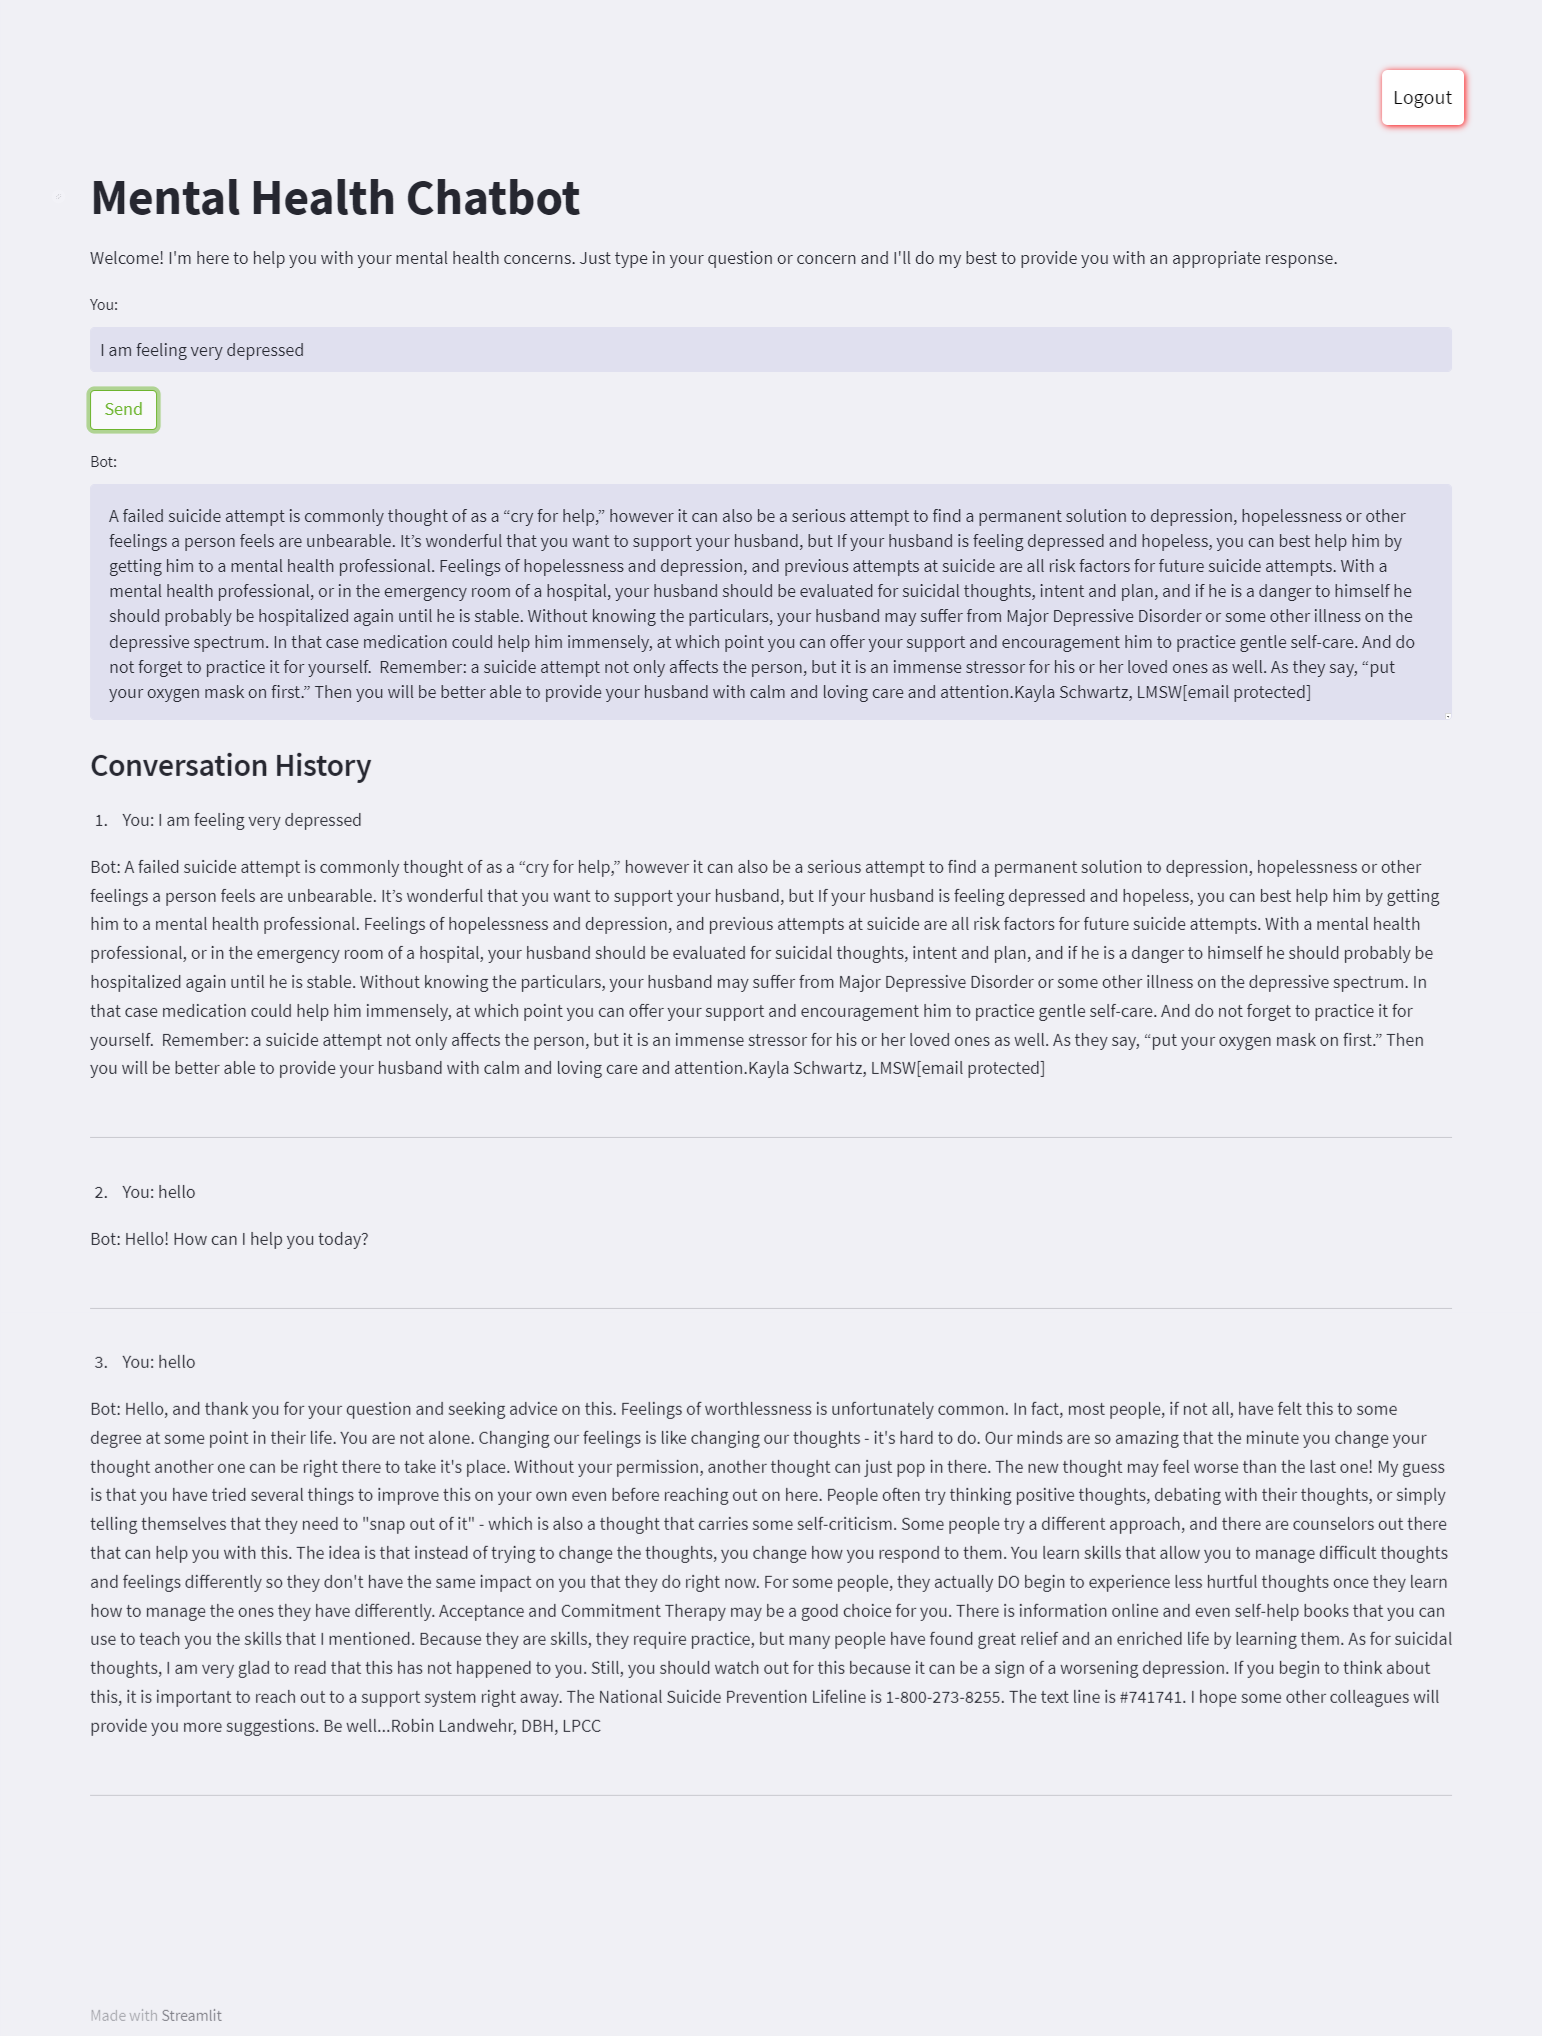 Logout
Mental Health Chatbot
Welcome! I'm here to help you with your mental health concerns. Just type in your question or concern and I'll do my best to provide you with an appropriate response.
You:
I am feeling very depressed
Send
Bot:
A failed suicide attempt is commonly thought of as a “cry for help,” however it can also be a serious attempt to find a permanent solution to depression, hopelessness or other
feelings a person feels are unbearable. It’s wonderful that you want to support your husband, but If your husband is feeling depressed and hopeless, you can best help him by
getting him to a mental health professional. Feelings of hopelessness and depression, and previous attempts at suicide are all risk factors for future suicide attempts. With a
mental health professional, or in the emergency room of a hospital, your husband should be evaluated for suicidal thoughts, intent and plan, and if he is a danger to himself he
should probably be hospitalized again until he is stable. Without knowing the particulars, your husband may suffer from Major Depressive Disorder or some other illness on the
depressive spectrum. In that case medication could help him immensely, at which point you can offer your support and encouragement him to practice gentle self-care. And do
not forget to practice it for yourself.  Remember: a suicide attempt not only affects the person, but it is an immense stressor for his or her loved ones as well. As they say, “put
your oxygen mask on first.” Then you will be better able to provide your husband with calm and loving care and attention.Kayla Schwartz, LMSW[email protected]
Conversation History
1. You: I am feeling very depressed
Bot: A failed suicide attempt is commonly thought of as a “cry for help,” however it can also be a serious attempt to find a permanent solution to depression, hopelessness or other
feelings a person feels are unbearable. It’s wonderful that you want to support your husband, but If your husband is feeling depressed and hopeless, you can best help him by getting
him to a mental health professional. Feelings of hopelessness and depression, and previous attempts at suicide are all risk factors for future suicide attempts. With a mental health
professional, or in the emergency room of a hospital, your husband should be evaluated for suicidal thoughts, intent and plan, and if he is a danger to himself he should probably be
hospitalized again until he is stable. Without knowing the particulars, your husband may suffer from Major Depressive Disorder or some other illness on the depressive spectrum. In
that case medication could help him immensely, at which point you can offer your support and encouragement him to practice gentle self-care. And do not forget to practice it for
yourself.  Remember: a suicide attempt not only affects the person, but it is an immense stressor for his or her loved ones as well. As they say, “put your oxygen mask on first.” Then
you will be better able to provide your husband with calm and loving care and attention.Kayla Schwartz, LMSW[email protected]
2. You: hello
Bot: Hello! How can I help you today?
3. You: hello
Bot: Hello, and thank you for your question and seeking advice on this. Feelings of worthlessness is unfortunately common. In fact, most people, if not all, have felt this to some
degree at some point in their life. You are not alone. Changing our feelings is like changing our thoughts - it's hard to do. Our minds are so amazing that the minute you change your
thought another one can be right there to take it's place. Without your permission, another thought can just pop in there. The new thought may feel worse than the last one! My guess
is that you have tried several things to improve this on your own even before reaching out on here. People often try thinking positive thoughts, debating with their thoughts, or simply
telling themselves that they need to "snap out of it" - which is also a thought that carries some self-criticism. Some people try a different approach, and there are counselors out there
that can help you with this. The idea is that instead of trying to change the thoughts, you change how you respond to them. You learn skills that allow you to manage difficult thoughts
and feelings differently so they don't have the same impact on you that they do right now. For some people, they actually DO begin to experience less hurtful thoughts once they learn
how to manage the ones they have differently. Acceptance and Commitment Therapy may be a good choice for you. There is information online and even self-help books that you can
use to teach you the skills that I mentioned. Because they are skills, they require practice, but many people have found great relief and an enriched life by learning them. As for suicidal
thoughts, I am very glad to read that this has not happened to you. Still, you should watch out for this because it can be a sign of a worsening depression. If you begin to think about
this, it is important to reach out to a support system right away. The National Suicide Prevention Lifeline is 1-800-273-8255. The text line is #741741. I hope some other colleagues will
provide you more suggestions. Be well...Robin Landwehr, DBH, LPCC
Made with Streamlit